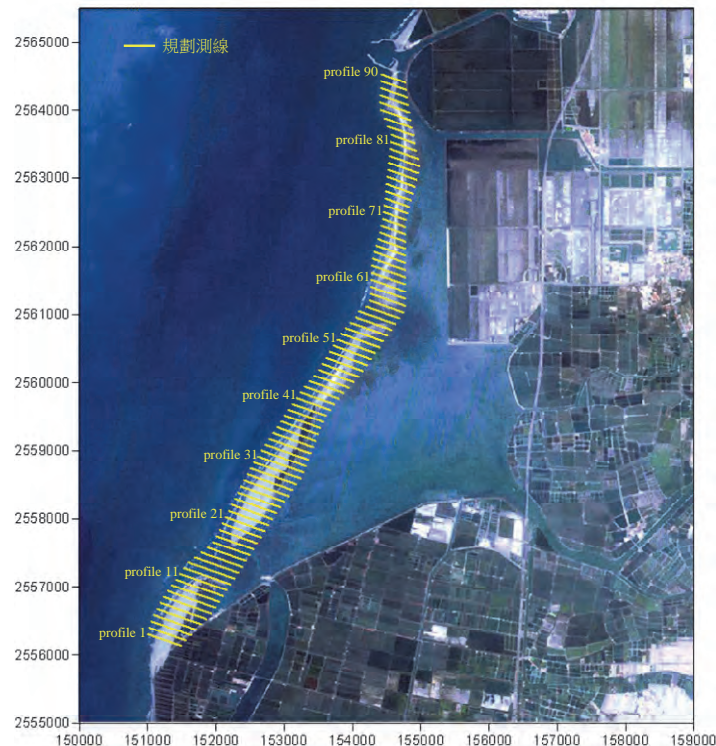 2565000
規劃測線
profile 90
2564000
profile 81
2563000
profile 71
2562000
profile 61
2561000
profile 51
2560000
profile 41
2559000
profile 31
2558000
profile 21
2557000
profile 11
profile 1
2556000
2555000
150000 151000 152000 153000 154000 155000 156000 157000 158000 159000